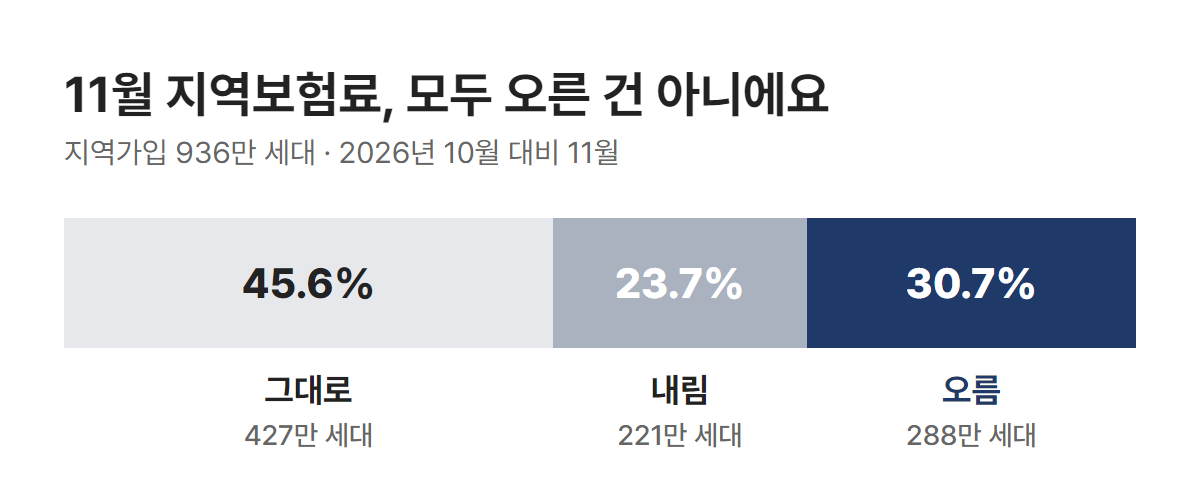 11월 지역보험료, 모두 오른 건 아니에요
지역가입 936만 세대 · 2026년 10월 대비 11월
45.6% 23.7% 30.7%
그대로 내림 오름
427만 세대 221만 세대 288만 세대